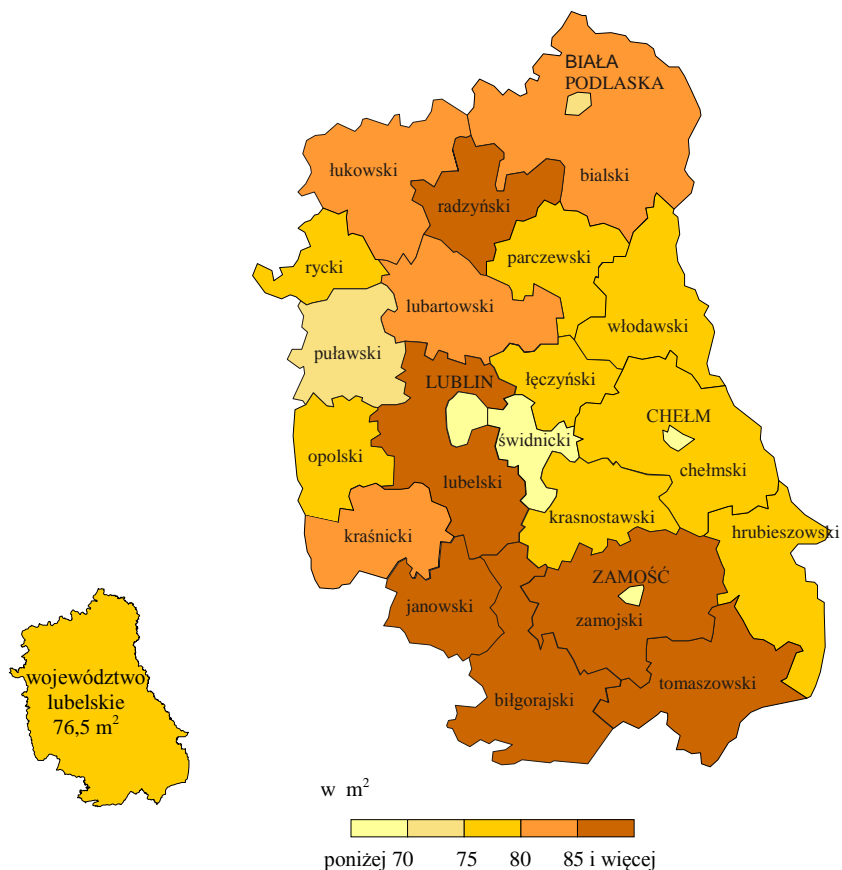 BIAŁA
PODLASKA
łukowski
bialski
radzyński
rycki
parczewski
lubartowski
włodawski
puławski
łęczyński
LUBLIN
CHEŁM
świdnicki
opolski
chełmski
lubelski
krasnostawski
hrubieszowski
kraśnicki
ZAMOŚĆ
janowski
zamojski
województwo
lubelskie
76,5 m²
tomaszowski
biłgorajski
w m²
poniżej 70 75 80 85 i więcej